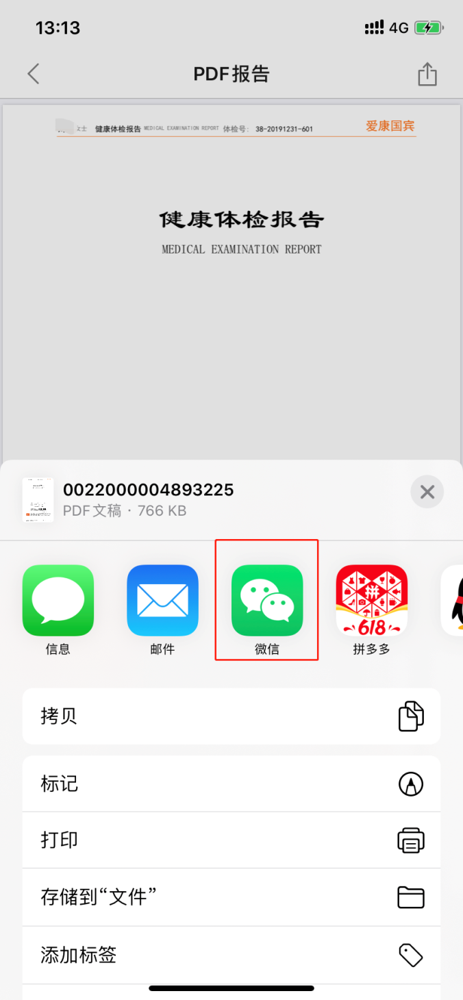 13:13 4G
PDF报告
女士 健康体检报告 MEDICAL EXAMINATION REPORT 体检号: 38-20191231-601 爱康国宾
健康体检报告
MEDICAL EXAMINATION REPORT
0022000004893225
PDF文稿 · 766 KB
拼
618
信息 邮件 微信 拼多多
拷贝
标记
打印
存储到“文件”
添加标签